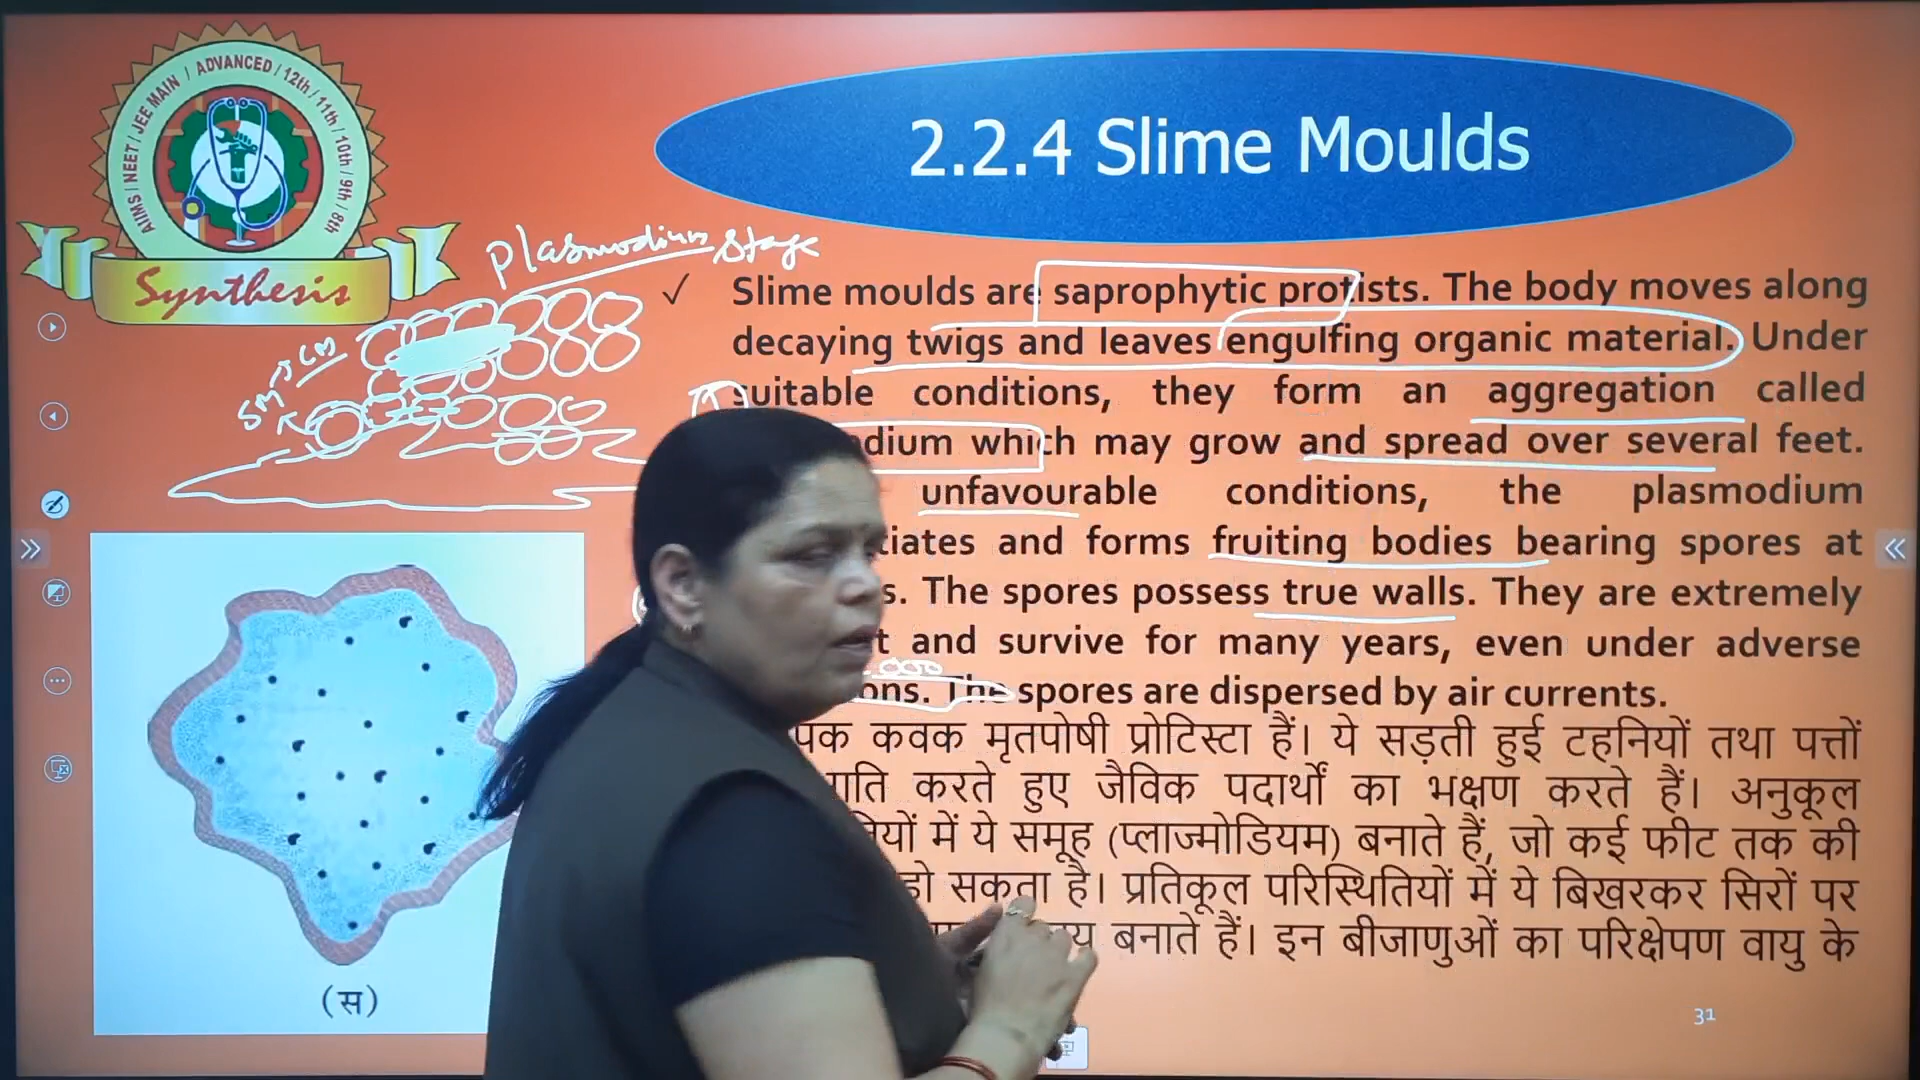 AIIMS / NEET / JEE MAIN / ADVANCED / 12th / 11th / 10th / 9th / 8th
Synthesis
2.2.4 Slime Moulds
Plasmodium stage
SM
✓ Slime moulds are saprophytic protists. The body moves along
decaying twigs and leaves engulfing organic material. Under
suitable conditions, they form an aggregation called
dium which may grow and spread over several feet.
unfavourable conditions, the plasmodium
tiates and forms fruiting bodies bearing spores at
s. The spores possess true walls. They are extremely
t and survive for many years, even under adverse
ons. The spores are dispersed by air currents.
पक कवक मृतपोषी प्रोटिस्टा हैं। ये सड़ती हुई टहनियों तथा पत्तों
गति करते हुए जैविक पदार्थों का भक्षण करते हैं। अनुकूल
में ये समूह (प्लाज्मोडियम) बनाते हैं, जो कई फीट तक की
हो सकता है। प्रतिकूल परिस्थितियों में ये बिखरकर सिरों पर
बनाते हैं। इन बीजाणुओं का परिक्षेपण वायु के
(स)
31